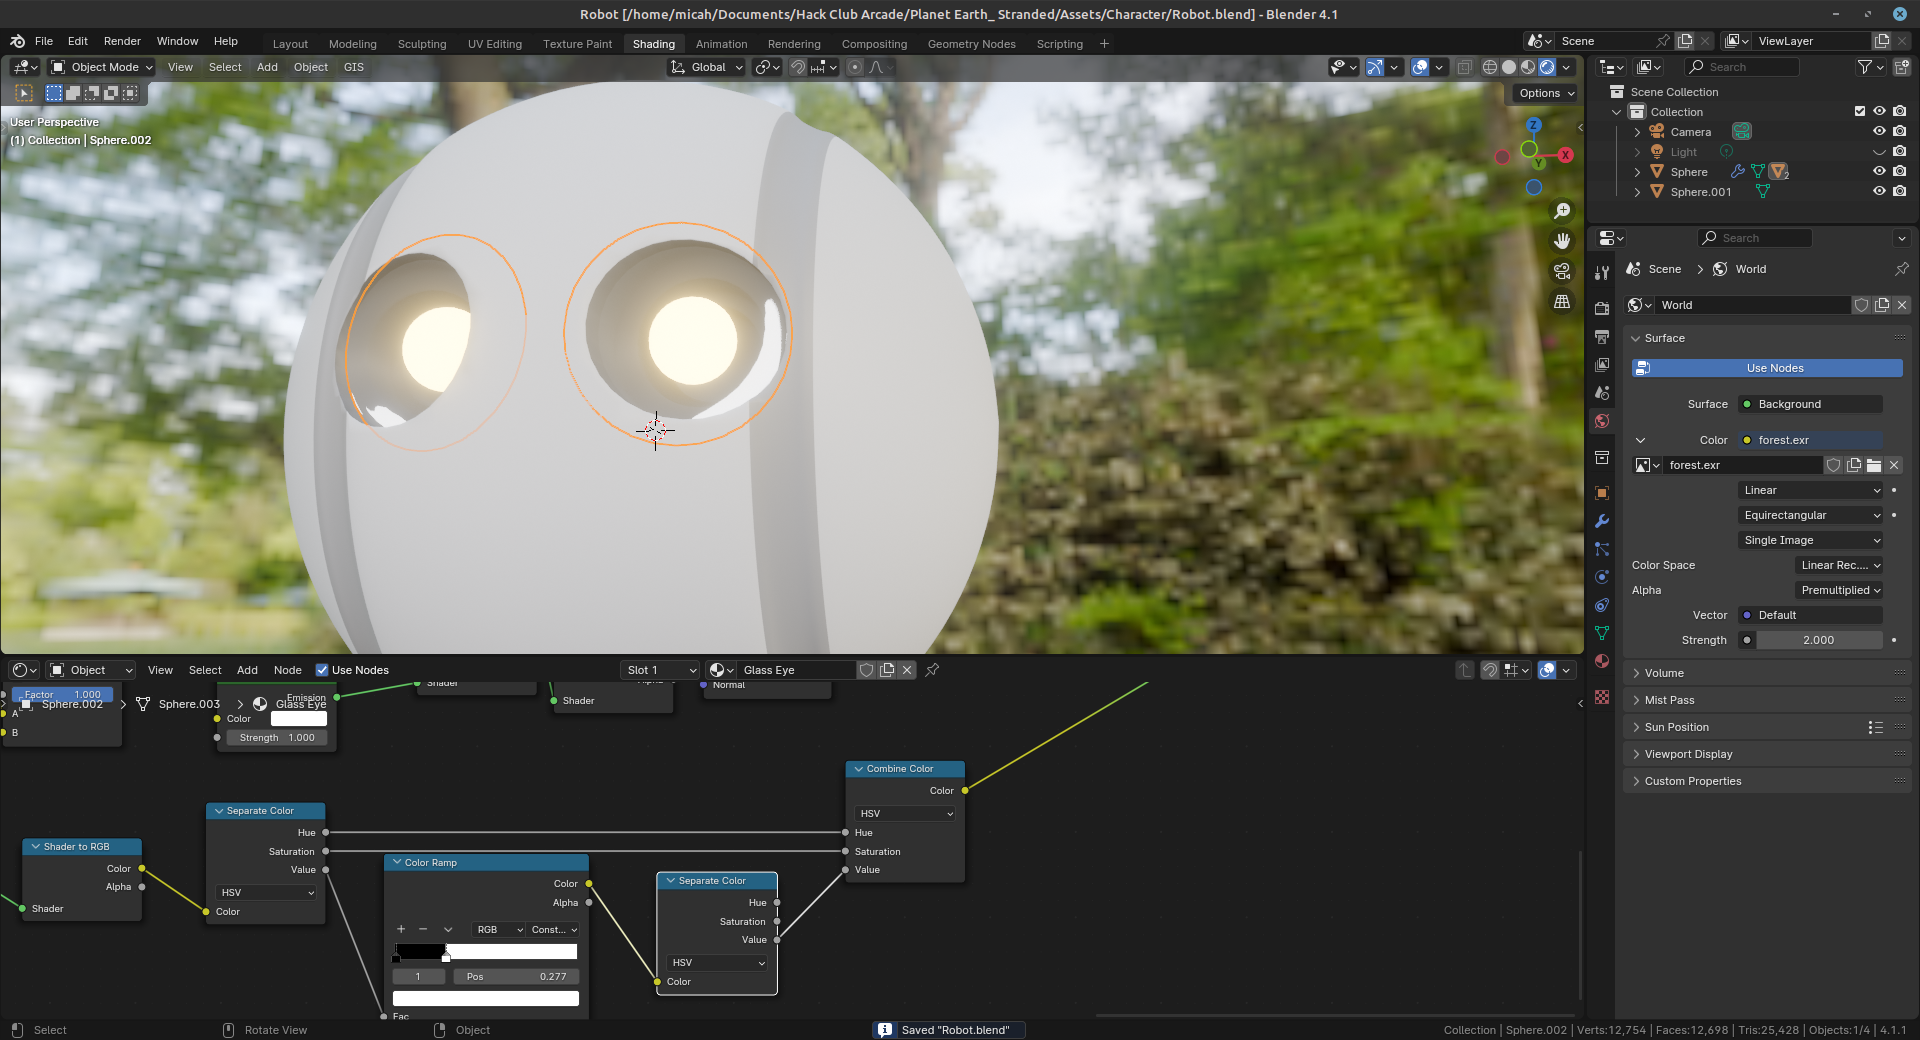 Robot [/home/micah/Documents/Hack Club Arcade/Planet Earth_ Stranded/Assets/Character/Robot.blend] - Blender 4.1
File Edit Render Window Help Layout Modeling Sculpting UV Editing Texture Paint Shading Animation Rendering Compositing Geometry Nodes Scripting + Scene ViewLayer
Object Mode View Select Add Object GIS Global Search
Options
User Perspective
(1) Collection | Sphere.002
Z
X
Y
Scene Collection
Collection
Camera
Light
Sphere 2
Sphere.001
Search
Scene > World
World
Surface
Use Nodes
Surface Background
Color forest.exr
forest.exr
Linear
Equirectangular
Single Image
Color Space Linear Rec....
Alpha Premultiplied
Vector Default
Strength 2.000
Volume
Mist Pass
Sun Position
Viewport Display
Custom Properties
Object View Select Add Node Use Nodes Slot 1 Glass Eye
Factor 1.000
Sphere.002 > Sphere.003 > Glass Eye
A
B
Emission
Color
Strength 1.000
Shader
Shader
Normal
Combine Color
Color
HSV
Hue
Saturation
Value
Separate Color
Hue
Saturation
Value
HSV
Color
Shader to RGB
Color
Alpha
Shader
Color Ramp
Color
Alpha
RGB Const...
1 Pos 0.277
Fac
Separate Color
Hue
Saturation
Value
HSV
Color
Select Rotate View Object Saved "Robot.blend" Collection | Sphere.002 | Verts:12,754 | Faces:12,698 | Tris:25,428 | Objects:1/4 | 4.1.1